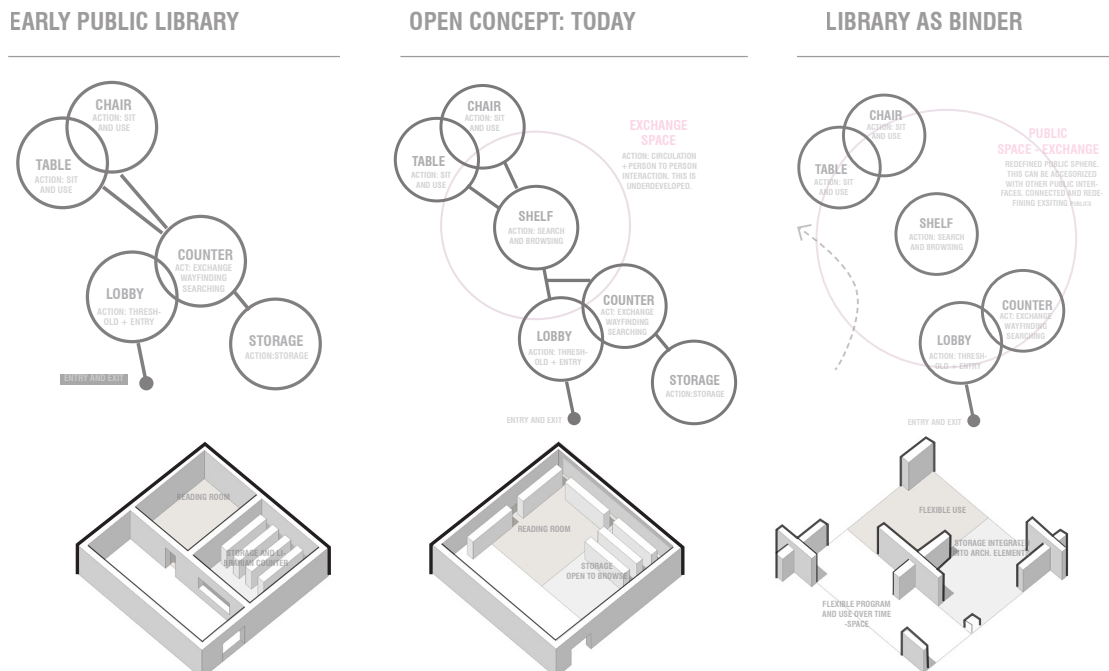 EARLY PUBLIC LIBRARY
CHAIR
ACTION: SIT
AND USE
TABLE
ACTION: SIT
AND USE
COUNTER
ACT: EXCHANGE
WAYFINDING
SEARCHING
LOBBY
ACTION: THRESH-
OLD + ENTRY
STORAGE
ACTION:STORAGE
ENTRY AND EXIT
READING ROOM
STORAGE AND LI-
BRARIAN COUNTER
OPEN CONCEPT: TODAY
CHAIR
ACTION: SIT
AND USE
TABLE
ACTION: SIT
AND USE
EXCHANGE
SPACE
ACTION: CIRCULATION
+ PERSON TO PERSON
INTERACTION. THIS IS
UNDERDEVELOPED.
SHELF
ACTION: SEARCH
AND BROWSING
COUNTER
ACT: EXCHANGE
WAYFINDING
SEARCHING
LOBBY
ACTION: THRESH-
OLD + ENTRY
STORAGE
ACTION:STORAGE
ENTRY AND EXIT
READING ROOM
STORAGE
OPEN TO BROWSE
LIBRARY AS BINDER
CHAIR
ACTION: SIT
AND USE
TABLE
ACTION: SIT
AND USE
PUBLIC
SPACE - EXCHANGE
REDEFINED PUBLIC SPHERE.
THIS CAN BE ACCESORIZED
WITH OTHER PUBLIC INTER-
FACES, CONNECTED AND REDE-
FINING EXSITING PUBLICS
SHELF
ACTION: SEARCH
AND BROWSING
COUNTER
ACT: EXCHANGE
WAYFINDING
SEARCHING
LOBBY
ACTION: THRESH-
OLD + ENTRY
ENTRY AND EXIT
FLEXIBLE USE
STORAGE INTEGRATED
INTO ARCH. ELEMENT
FLEXIBLE PROGRAM
AND USE OVER TIME
-SPACE